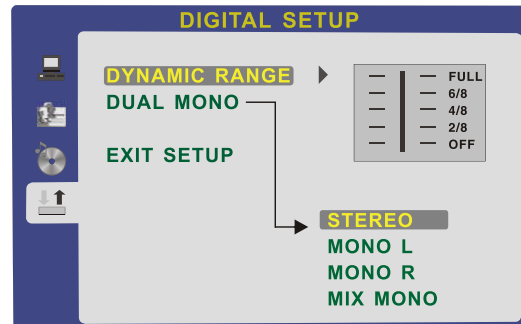 DIGITAL SETUP
DYNAMIC RANGE
DUAL MONO
EXIT SETUP
FULL
6/8
4/8
2/8
OFF
STEREO
MONO L
MONO R
MIX MONO